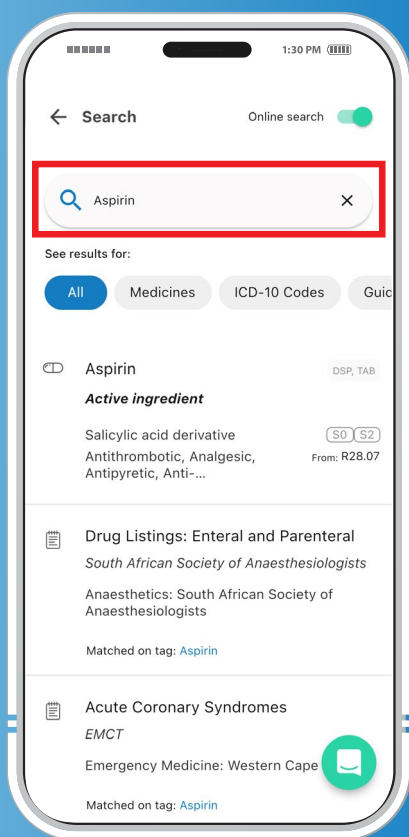 1:30 PM
Search
Online search
Aspirin
See results for:
All
Medicines
ICD-10 Codes
Guid
Aspirin
DSP, TAB
Active ingredient
Salicylic acid derivative
S0 S2
Antithrombotic, Analgesic,
From: R28.07
Antipyretic, Anti-...
Drug Listings: Enteral and Parenteral
South African Society of Anaesthesiologists
Anaesthetics: South African Society of
Anaesthesiologists
Matched on tag: Aspirin
Acute Coronary Syndromes
EMCT
Emergency Medicine: Western Cape
Matched on tag: Aspirin